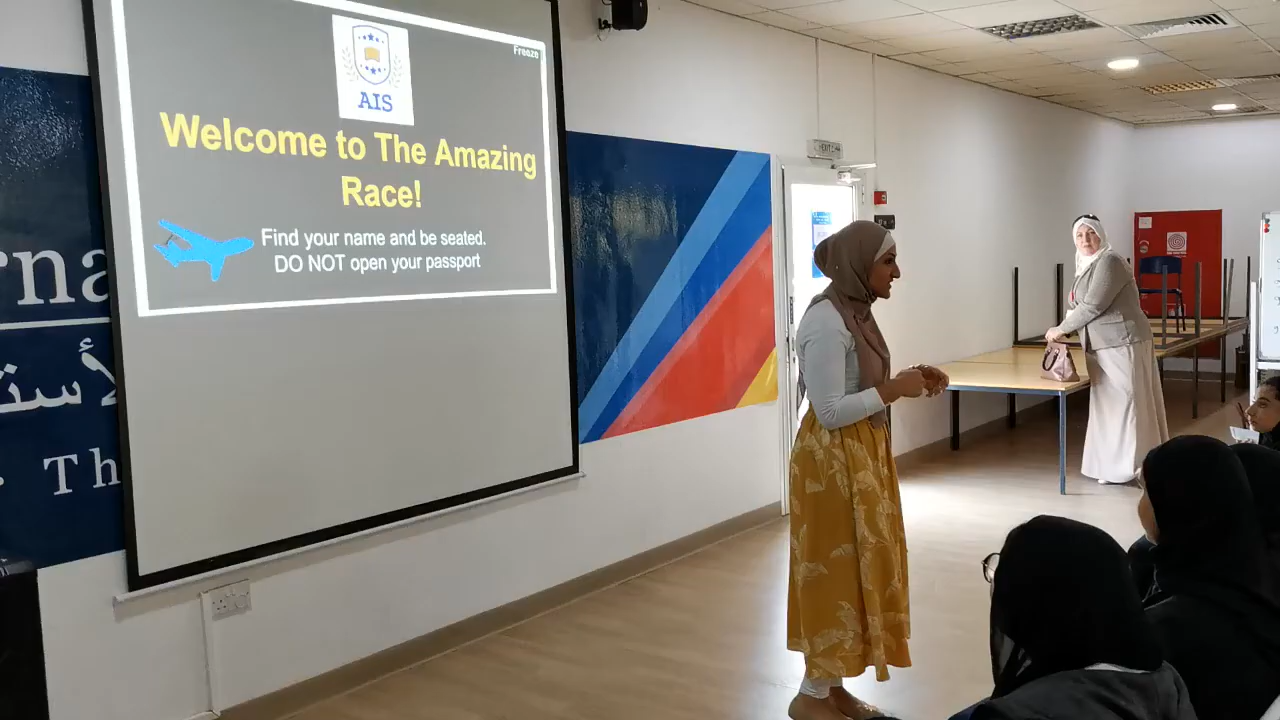 Freeze
AIS
Welcome to The Amazing
Race!
Find your name and be seated.
DO NOT open your passport
rna
الأست
Th
EXIT